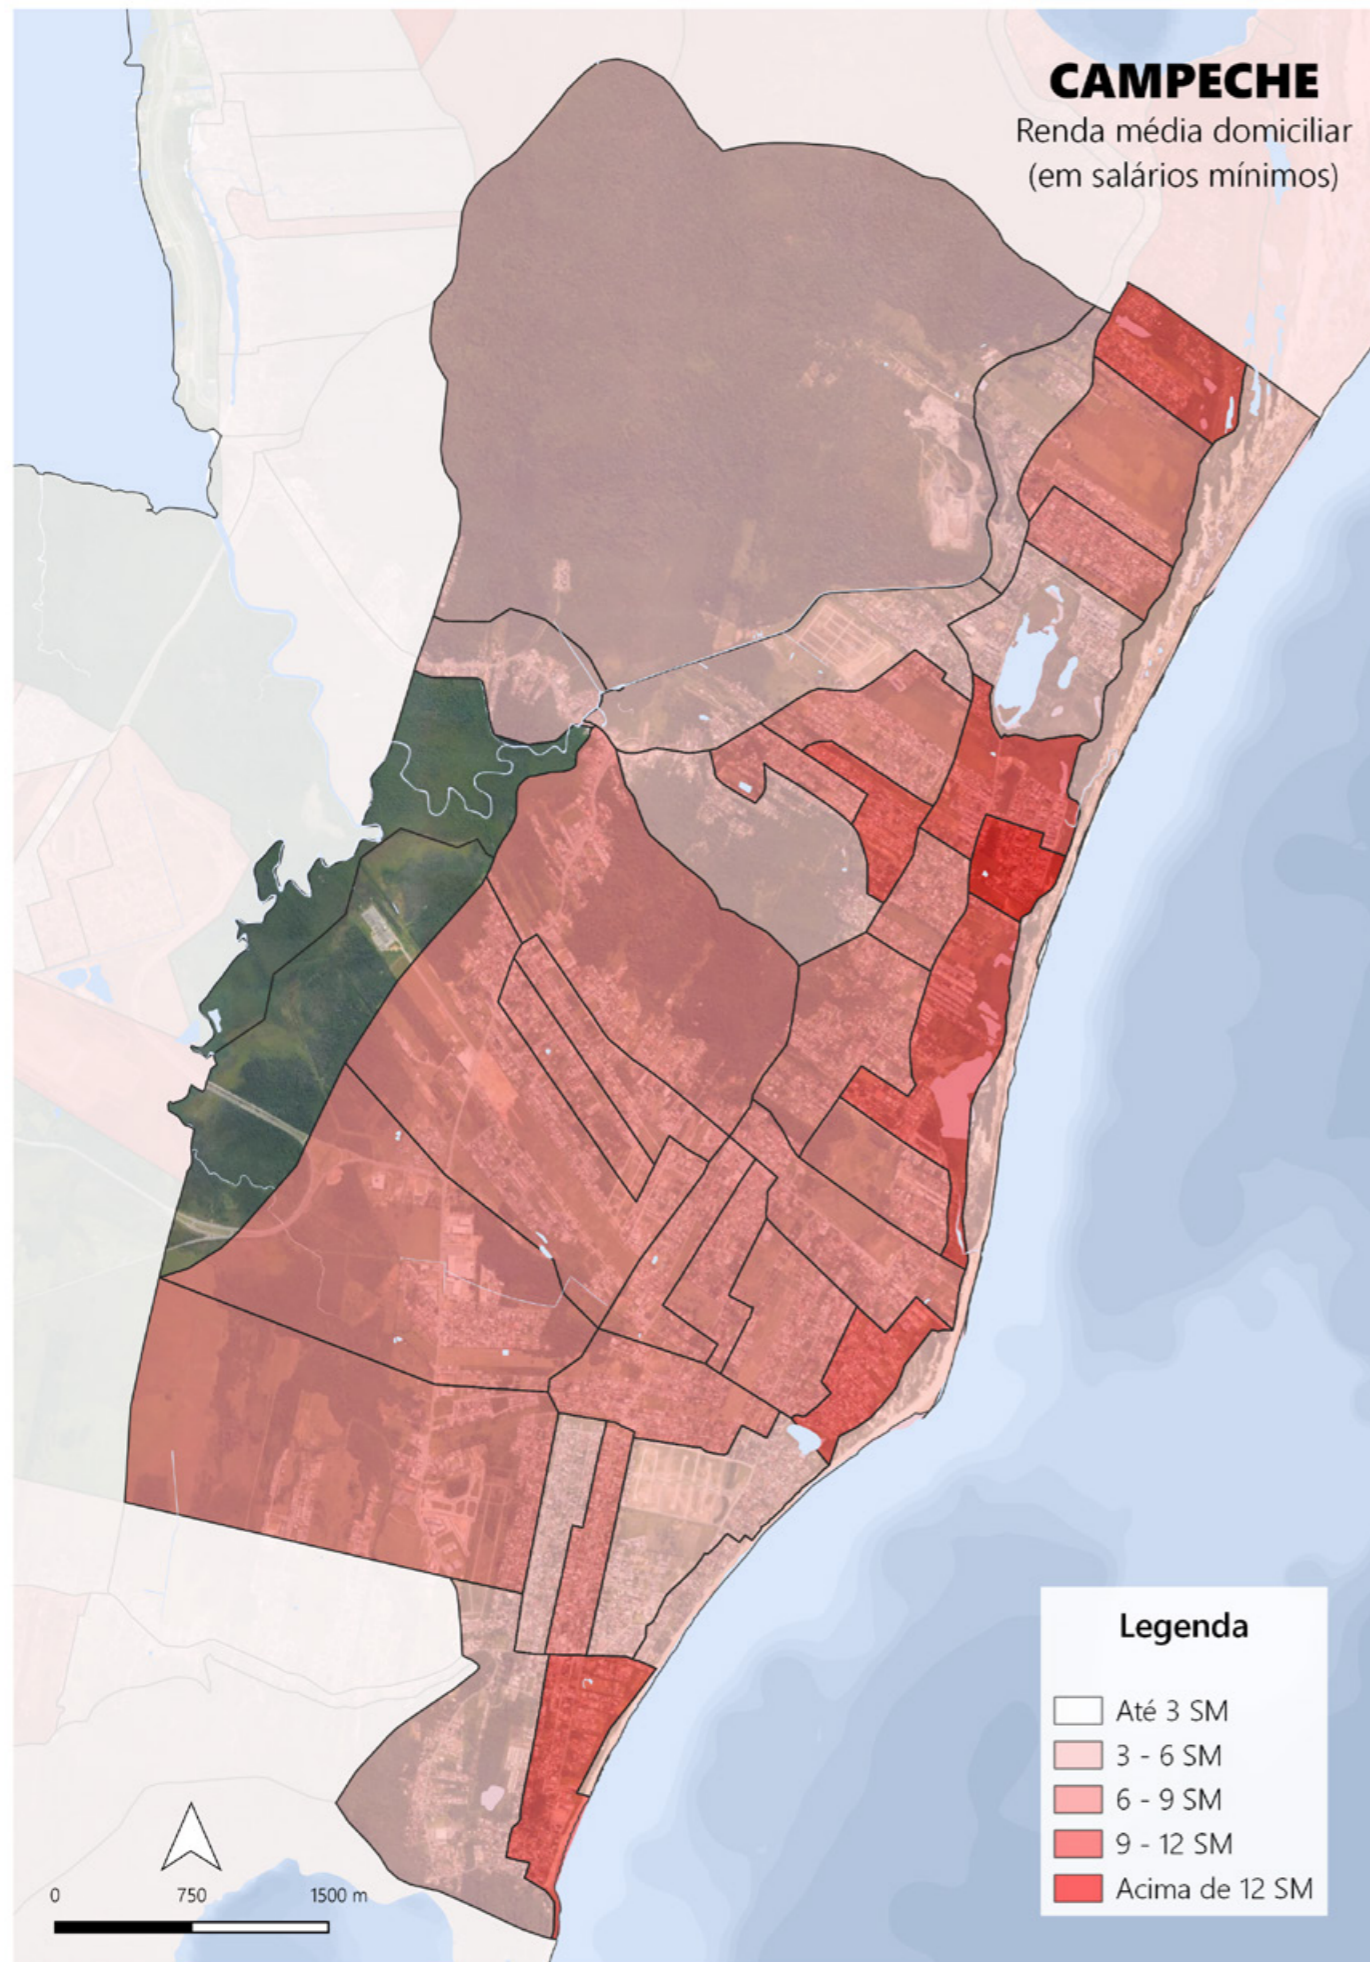 CAMPECHE
Renda média domiciliar
(em salários mínimos)
Legenda
Até 3 SM
3 - 6 SM
6 - 9 SM
9 - 12 SM
Acima de 12 SM
0 750 1500 m